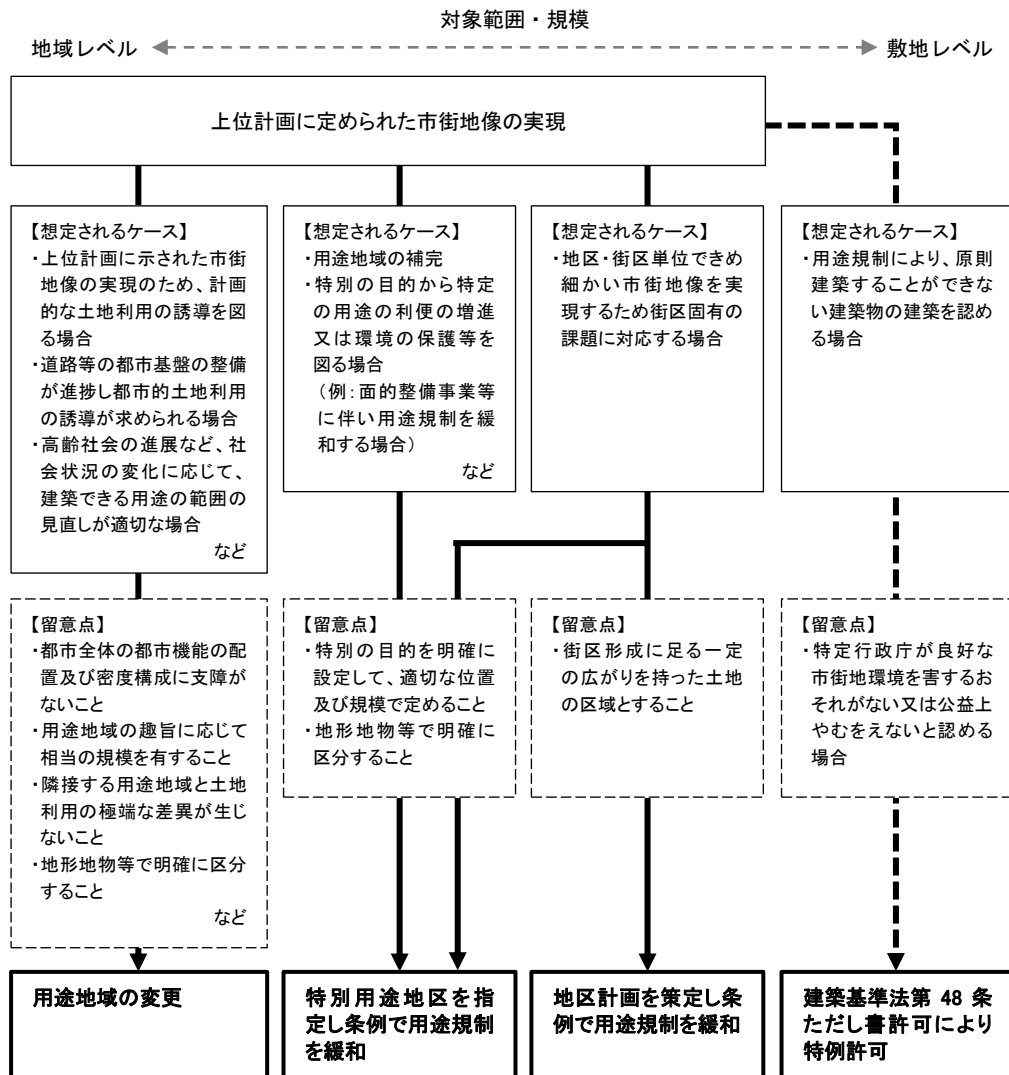 対象範囲・規模
地域レベル
敷地レベル
上位計画に定められた市街地像の実現
【想定されるケース】
・上位計画に示された市街
地像の実現のため、計画
的な土地利用の誘導を図
る場合
・道路等の都市基盤の整備
が進捗し都市的土地利用
の誘導が求められる場合
・高齢社会の進展など、社
会状況の変化に応じて、
建築できる用途の範囲の
見直しが適切な場合
など
【想定されるケース】
・用途地域の補完
・特別の目的から特定
の用途の利便の増進
又は環境の保護等を
図る場合
（例：面的整備事業等
に伴い用途規制を緩
和する場合）
など
【想定されるケース】
・地区・街区単位できめ
細かい市街地像を実
現するため街区固有の
課題に対応する場合
【想定されるケース】
・用途規制により、原則
建築することができ
ない建築物の建築を認
める場合
【留意点】
・都市全体の都市機能の配
置及び密度構成に支障が
ないこと
・用途地域の趣旨に応じて
相当の規模を有すること
・隣接する用途地域と土地
利用の極端な差異が生じ
ないこと
・地形地物等で明確に区分
すること
など
【留意点】
・特別の目的を明確に
設定して、適切な位置
及び規模で定めること
・地形地物等で明確に
区分すること
【留意点】
・街区形成に足る一定
の広がりを持った土地
の区域とすること
【留意点】
・特定行政庁が良好な
市街地環境を害するお
それがない又は公益上
やむをえないと認める
場合
用途地域の変更
特別用途地区を指
定し条例で用途規制
を緩和
地区計画を策定し条
例で用途規制を緩和
建築基準法第 48 条
ただし書許可により
特例許可